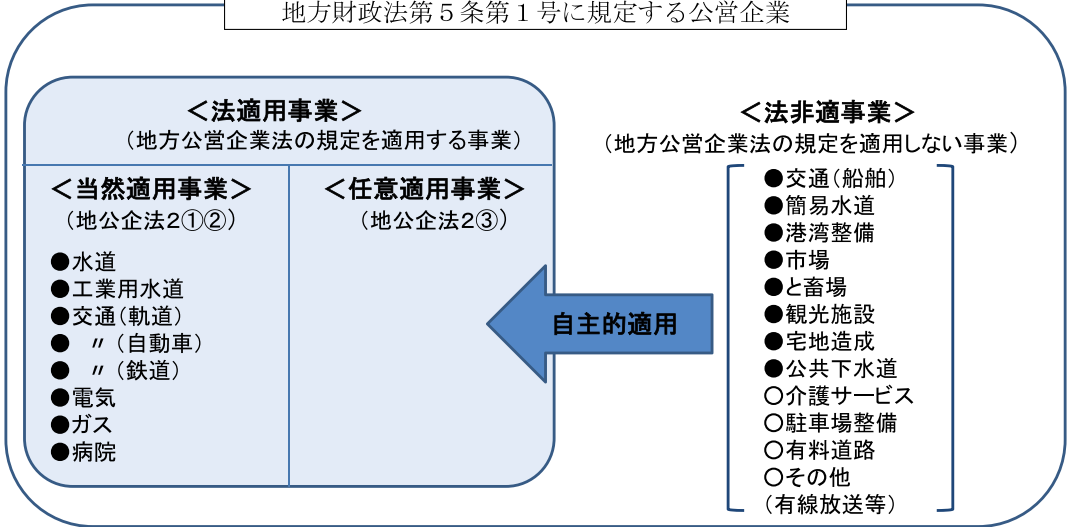 地方財政法第５条第１号に規定する公営企業
＜法適用事業＞
（地方公営企業法の規定を適用する事業）
＜当然適用事業＞
（地公企法２①②）
●水道
●工業用水道
●交通（軌道）
●　〃（自動車）
●　〃（鉄道）
●電気
●ガス
●病院
＜任意適用事業＞
（地公企法２③）
自主的適用
＜法非適事業＞
（地方公営企業法の規定を適用しない事業）
●交通（船舶）
●簡易水道
●港湾整備
●市場
●と畜場
●観光施設
●宅地造成
●公共下水道
○介護サービス
○駐車場整備
○有料道路
○その他
（有線放送等）